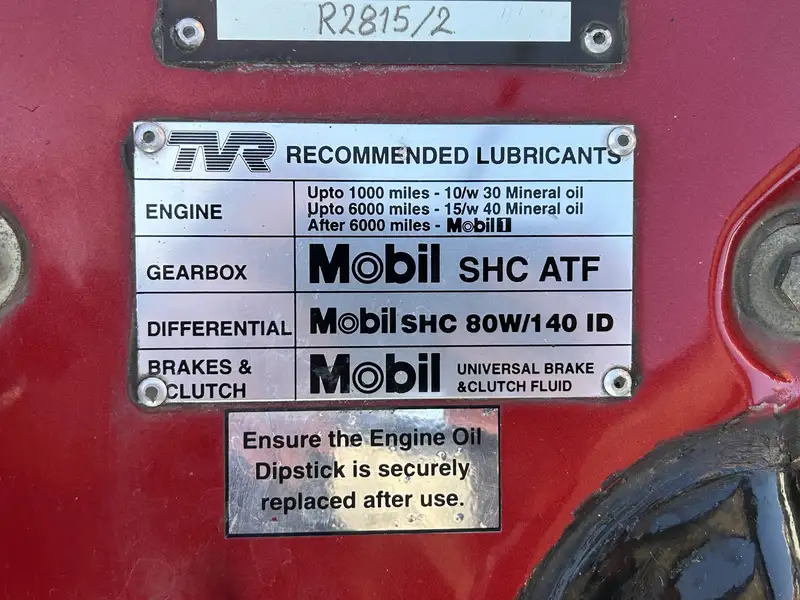 R2815/2
TVR RECOMMENDED LUBRICANTS
ENGINE
Upto 1000 miles - 10/w 30 Mineral oil
Upto 6000 miles - 15/w 40 Mineral oil
After 6000 miles - Mobil 1
GEARBOX
Mobil SHC ATF
DIFFERENTIAL
Mobil SHC 80W/140 ID
BRAKES &
CLUTCH
Mobil UNIVERSAL BRAKE
&CLUTCH FLUID
Ensure the Engine Oil
Dipstick is securely
replaced after use.